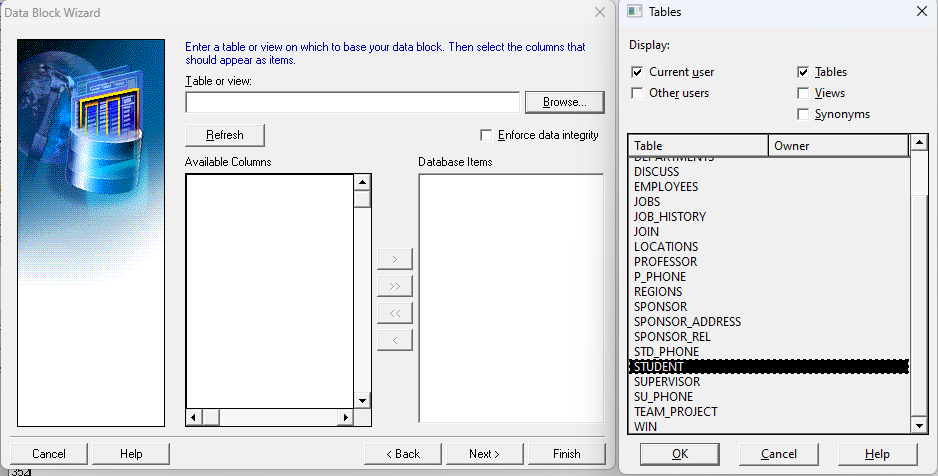 Data Block Wizard
Enter a table or view on which to base your data block. Then select the columns that
should appear as items.
Table or view:
Browse...
Refresh
Enforce data integrity
Available Columns
Database Items
>
>>
<<
<
Cancel
Help
< Back
Next >
Finish
Tables
Display:
Current user
Tables
Other users
Views
Synonyms
Table
Owner
DEPARTMENTS
DISCUSS
EMPLOYEES
JOBS
JOB_HISTORY
JOIN
LOCATIONS
PROFESSOR
P_PHONE
REGIONS
SPONSOR
SPONSOR_ADDRESS
SPONSOR_REL
STD_PHONE
STUDENT
SUPERVISOR
SU_PHONE
TEAM_PROJECT
WIN
OK
Cancel
Help